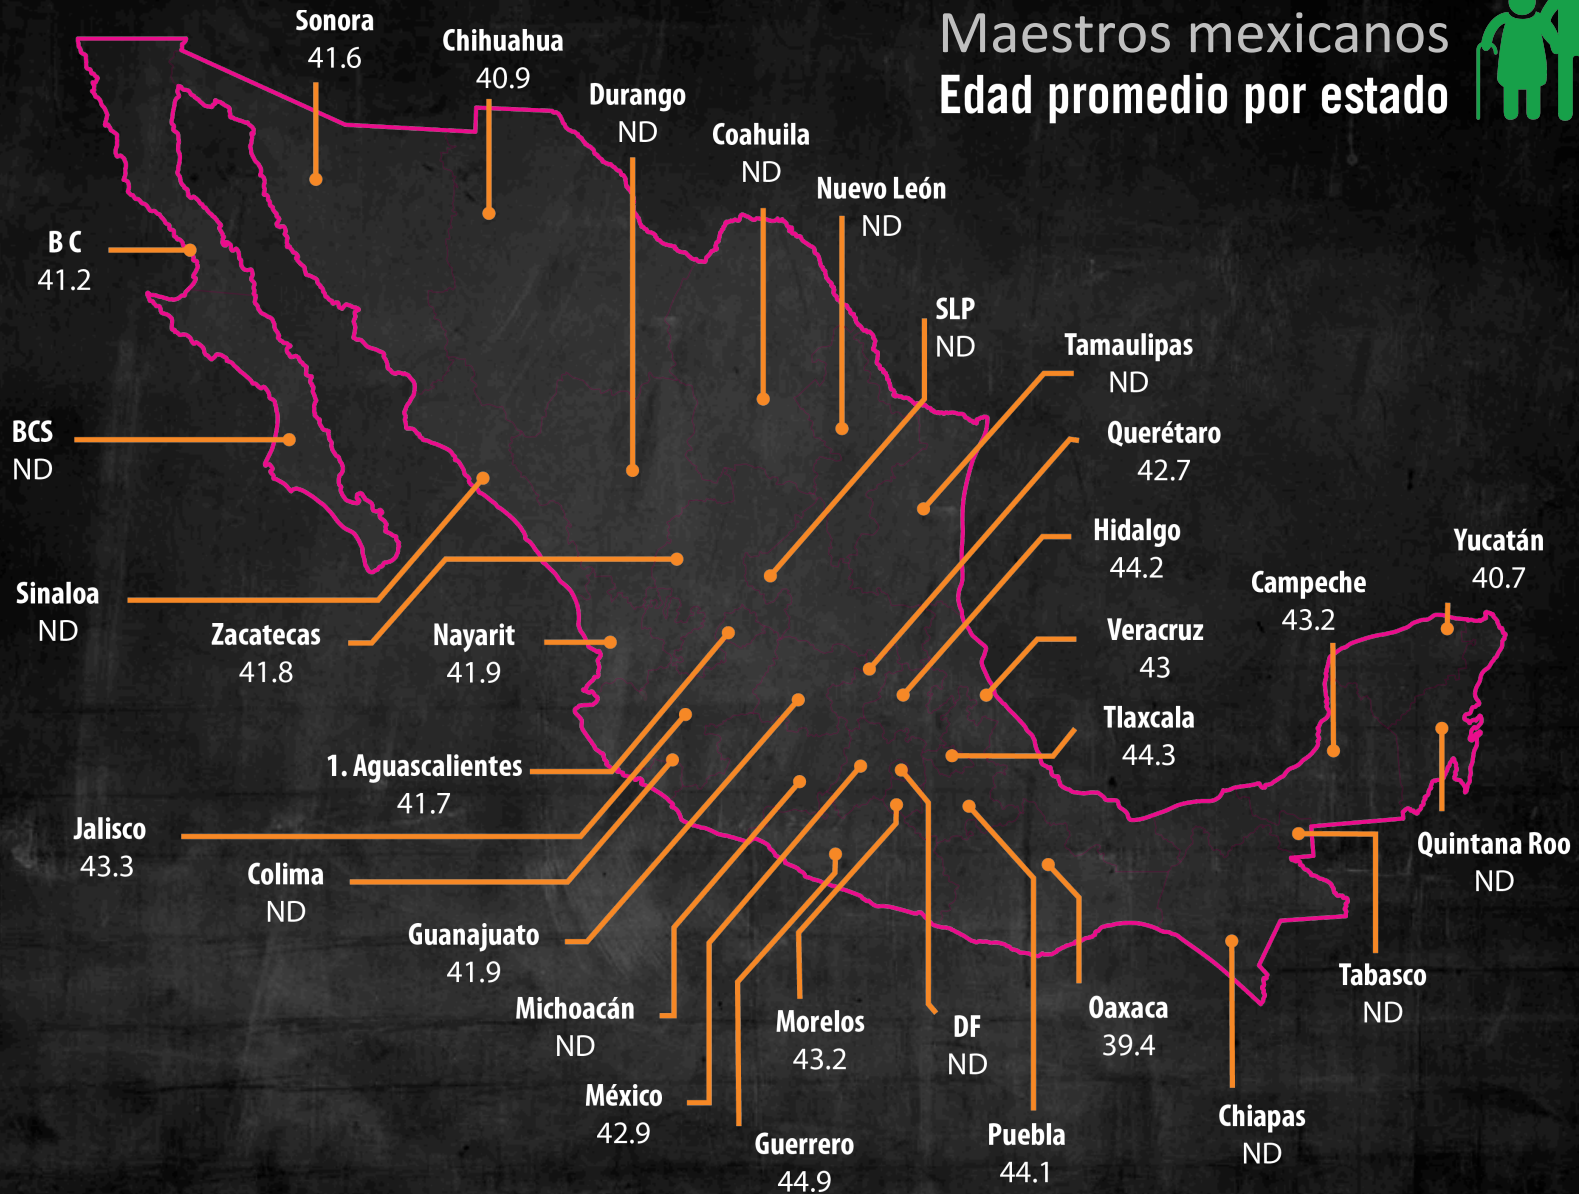 Maestros mexicanos
Edad promedio por estado
Sonora
41.6
Chihuahua
40.9
Durango
ND
Coahuila
ND
Nuevo León
ND
B C
41.2
SLP
ND
Tamaulipas
ND
Querétaro
42.7
BCS
ND
Hidalgo
44.2
Yucatán
40.7
Campeche
43.2
Sinaloa
ND
Zacatecas
41.8
Nayarit
41.9
Veracruz
43
Tlaxcala
44.3
1. Aguascalientes
41.7
Jalisco
43.3
Colima
ND
Quintana Roo
ND
Guanajuato
41.9
Tabasco
ND
Michoacán
ND
Morelos
43.2
DF
ND
Oaxaca
39.4
México
42.9
Guerrero
44.9
Puebla
44.1
Chiapas
ND